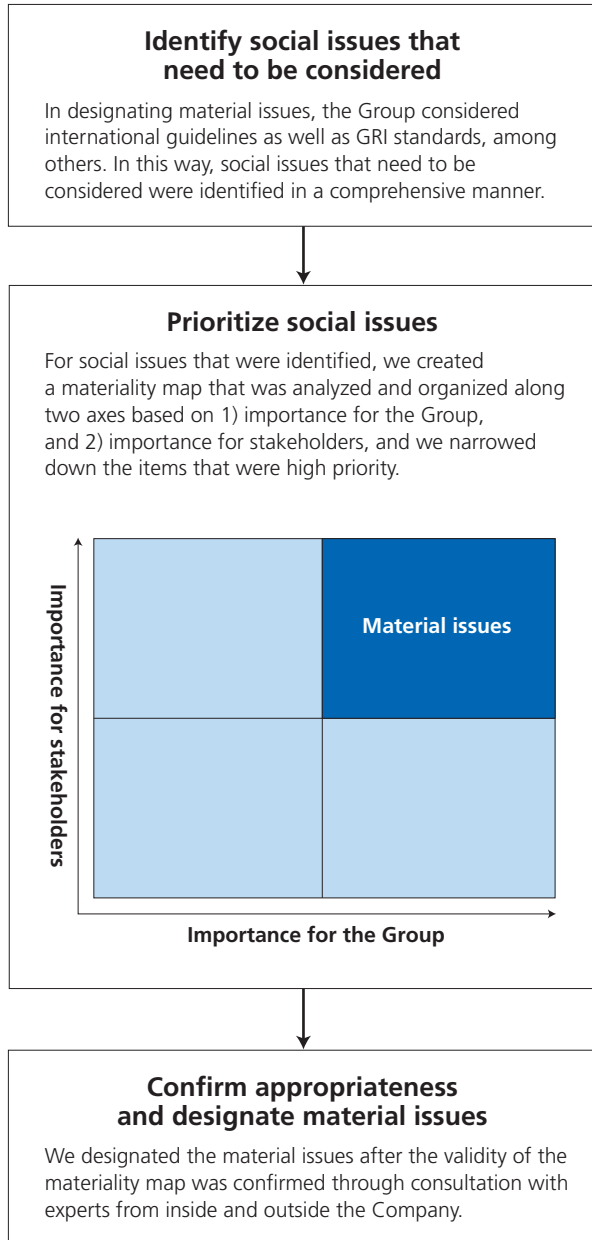 Identify social issues that
need to be considered
In designating material issues, the Group considered
international guidelines as well as GRI standards, among
others. In this way, social issues that need to be
considered were identified in a comprehensive manner.
Prioritize social issues
For social issues that were identified, we created
a materiality map that was analyzed and organized along
two axes based on 1) importance for the Group,
and 2) importance for stakeholders, and we narrowed
down the items that were high priority.
Importance for stakeholders
Material issues
Importance for the Group
Confirm appropriateness
and designate material issues
We designated the material issues after the validity of the
materiality map was confirmed through consultation with
experts from inside and outside the Company.